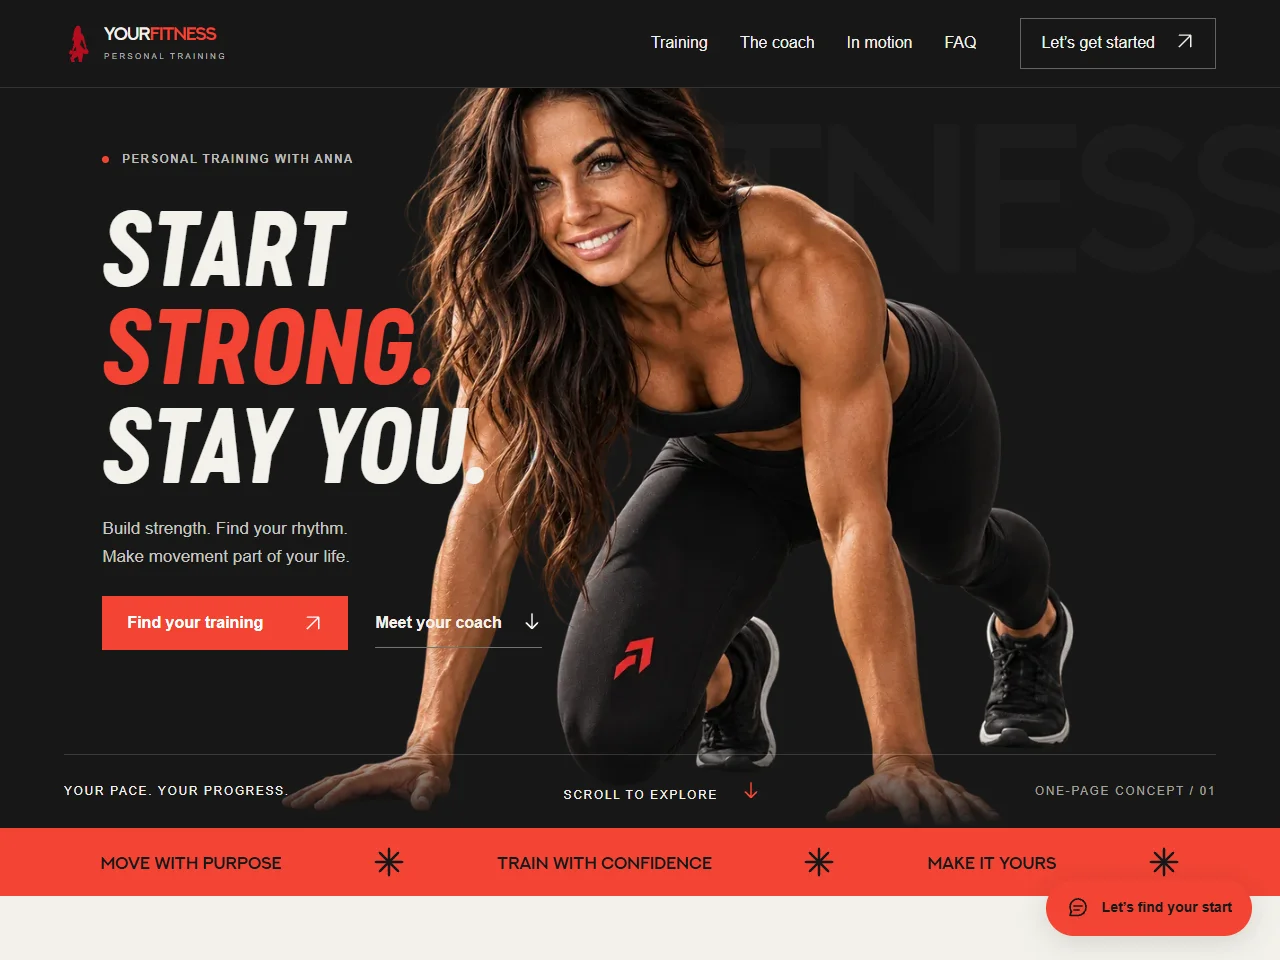 YOURFITNESS
PERSONAL TRAINING
Training
The coach
In motion
FAQ
Let's get started
TNESS
PERSONAL TRAINING WITH ANNA
START
STRONG.
STAY YOU.
Build strength. Find your rhythm.
Make movement part of your life.
Find your training
Meet your coach
YOUR PACE. YOUR PROGRESS.
SCROLL TO EXPLORE
ONE-PAGE CONCEPT / 01
MOVE WITH PURPOSE
TRAIN WITH CONFIDENCE
MAKE IT YOURS
Let's find your start